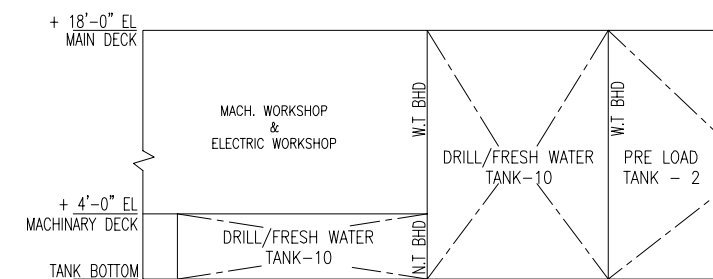 + 18'-0" EL
MAIN DECK
MACH. WORKSHOP
&
ELECTRIC WORKSHOP
W.T BHD
DRILL/FRESH WATER
TANK-10
W.T BHD
PRE LOAD
TANK - 2
+ 4'-0" EL
MACHINARY DECK
DRILL/FRESH WATER
TANK-10
N.T BHD
TANK BOTTOM